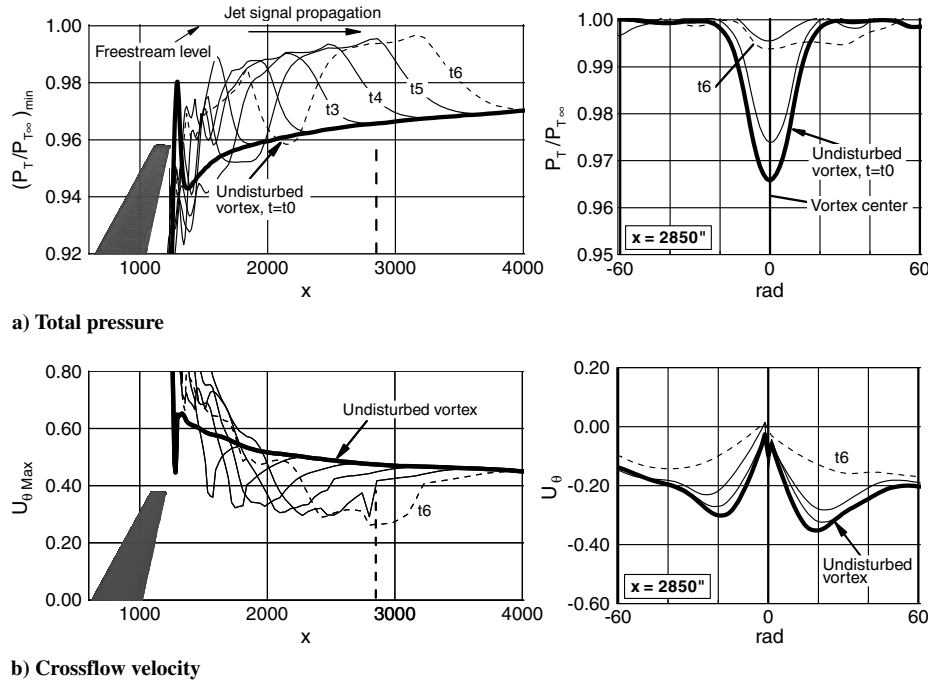 Jet signal propagation
Freestream level
1.00
0.98
0.96
0.94
0.92
(P_T /P_T∞ )_min
t3
t4
t5
t6
Undisturbed
vortex, t=t0
1000
2000
3000
4000
x
1.00
0.99
0.98
0.97
0.96
0.95
P_T /P_T∞
t6
Undisturbed
vortex, t=t0
Vortex center
x = 2850"
-60
0
60
rad
a) Total pressure
0.80
0.60
0.40
0.20
0.00
U_θ Max
Undisturbed vortex
t6
1000
2000
3000
4000
x
0.20
0.00
-0.20
-0.40
-0.60
U_θ
t6
Undisturbed
vortex
x = 2850"
-60
0
60
rad
b) Crossflow velocity